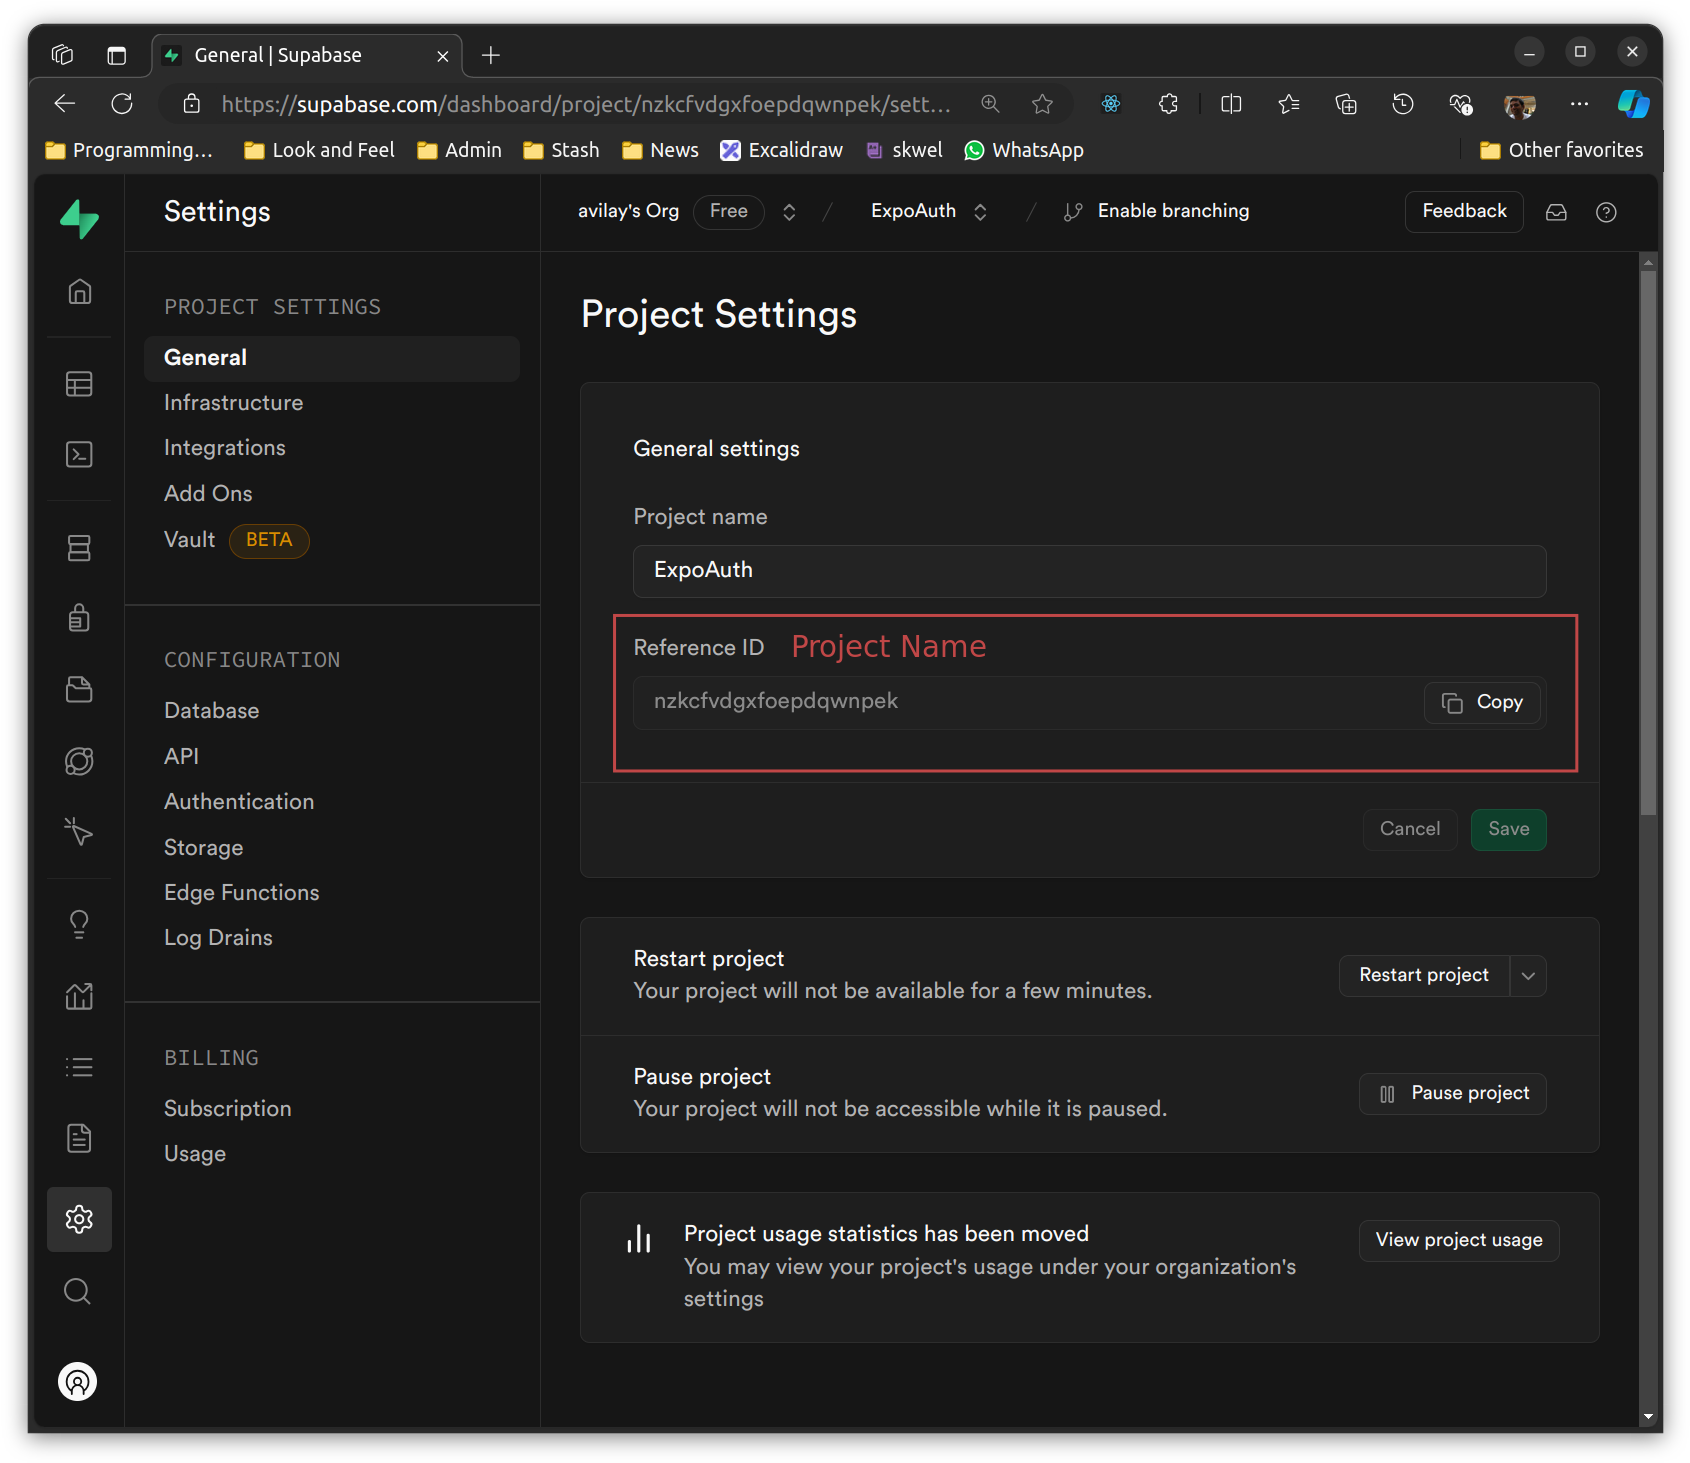 General | Supabase
https://supabase.com/dashboard/project/nzkcfvdgxfoepdqwnpek/sett...
Programming... Look and Feel Admin Stash News Excalidraw skwel WhatsApp Other favorites
Settings
avilay's Org Free / ExpoAuth / Enable branching Feedback
PROJECT SETTINGS
General
Infrastructure
Integrations
Add Ons
Vault BETA
CONFIGURATION
Database
API
Authentication
Storage
Edge Functions
Log Drains
BILLING
Subscription
Usage
Project Settings
General settings
Project name
ExpoAuth
Reference ID Project Name
nzkcfvdgxfoepdqwnpek Copy
Cancel Save
Restart project
Your project will not be available for a few minutes.
Restart project
Pause project
Your project will not be accessible while it is paused.
Pause project
Project usage statistics has been moved
You may view your project's usage under your organization's
settings
View project usage